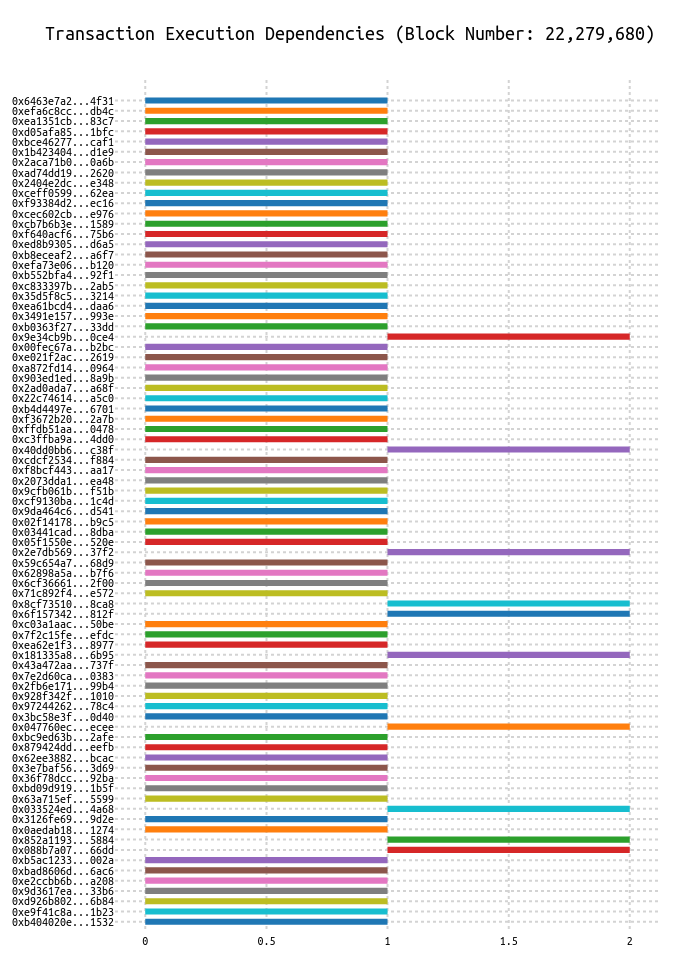 Transaction Execution Dependencies (Block Number: 22,279,680)
0x6463e7a2...4f31
0xefa6c8cc...db4c
0xea1351cb...83c7
0xd05afa85...1bfc
0xbce46277...caf1
0x1b423404...d1e9
0x2aca71b0...0a6b
0xad74dd19...2620
0x2404e2dc...e348
0xceff0599...62ea
0xf93384d2...ec16
0xcec602cb...e976
0xcb7b6b3e...1589
0xf640acf6...75b6
0xed8b9305...d6a5
0xb8eceaf2...a6f7
0xefa73e06...b120
0xb552bfa4...92f1
0xc833397b...2ab5
0x35d5f8c5...3214
0xea61bcd4...daa6
0x3491e157...993e
0xb0363f27...33dd
0x9e34cb9b...0ce4
0x00fec67a...b2bc
0xe021f2ac...2619
0xa872fd14...0964
0x903ed1ed...8a9b
0x2ad0ada7...a68f
0x22c74614...a5c0
0xb4d4497e...6701
0xf3672b20...2a7b
0xffdb51aa...0478
0xc3ffba9a...4dd0
0x40dd0bb6...c38f
0xcdcf2534...f884
0xf8bcf443...aa17
0x2073dda1...ea48
0x9cfb061b...f51b
0xcf9130ba...1c4d
0x9da464c6...d541
0x02f14178...b9c5
0x03441cad...8dba
0x05f1550e...520e
0x2e7db569...37f2
0x59c654a7...68d9
0x62898a5a...b7f6
0x6cf36661...2f00
0x71c892f4...e572
0x8cf73510...8ca8
0x6f157342...812f
0xc03a1aac...50be
0x7f2c15fe...efdc
0xea62e1f3...8977
0x181335a8...6b95
0x43a472aa...737f
0x7e2d60ca...0383
0x2fb6e171...99b4
0x928f342f...1010
0x97244262...78c4
0x3bc58e3f...0d40
0x047760ec...ecee
0xbc9ed63b...2afe
0x879424dd...eefb
0x62ee3882...bcac
0x3e7baf56...3d69
0x36f78dcc...92ba
0xbd09d919...1b5f
0x63a715ef...5599
0x033524ed...4a68
0x3126fe69...9d2e
0x0aedab18...1274
0x852a1193...5884
0x088b7a07...66dd
0xb5ac1233...002a
0xbad8606d...6ac6
0xe2ccbb6b...a208
0x9d3617ea...33b6
0xd926b802...6b84
0xe9f41c8a...1b23
0xb404020e...1532
0 0.5 1 1.5 2